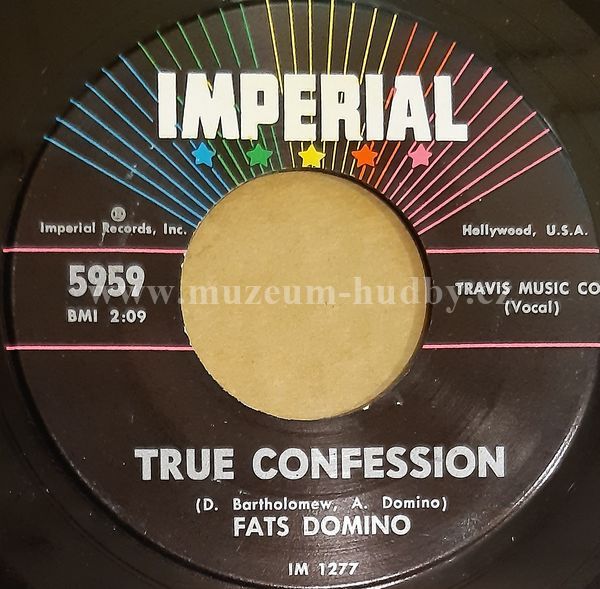 IMPERIAL
Imperial Records, Inc.
Hollywood, U.S.A.
5959
BMI 2:09
TRAVIS MUSIC CO
(Vocal)
www.muzeum-hudby.cz
TRUE CONFESSION
(D. Bartholomew, A. Domino)
FATS DOMINO
IM 1277